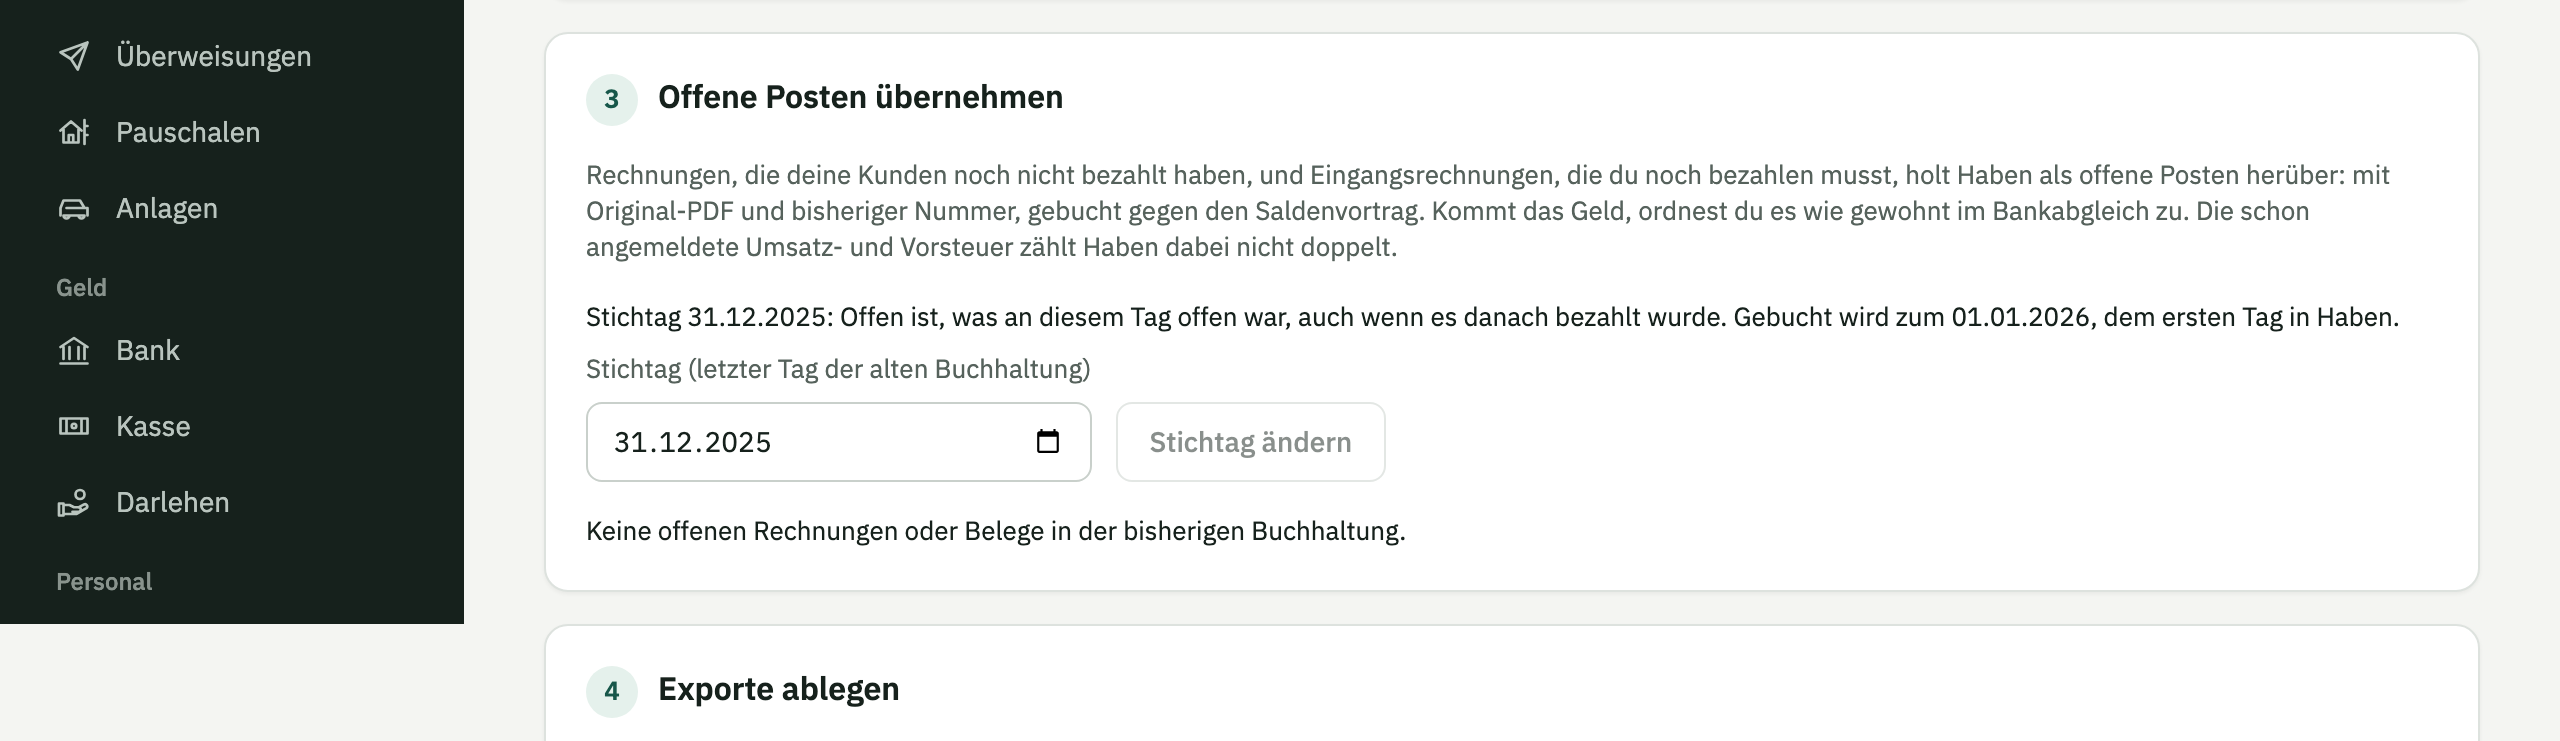 Überweisungen
Pauschalen
Anlagen
Geld
Bank
Kasse
Darlehen
Personal
3
Offene Posten übernehmen
Rechnungen, die deine Kunden noch nicht bezahlt haben, und Eingangsrechnungen, die du noch bezahlen musst, holt Haben als offene Posten herüber: mit
Original-PDF und bisheriger Nummer, gebucht gegen den Saldenvortrag. Kommt das Geld, ordnest du es wie gewohnt im Bankabgleich zu. Die schon
angemeldete Umsatz- und Vorsteuer zählt Haben dabei nicht doppelt.
Stichtag 31.12.2025: Offen ist, was an diesem Tag offen war, auch wenn es danach bezahlt wurde. Gebucht wird zum 01.01.2026, dem ersten Tag in Haben.
Stichtag (letzter Tag der alten Buchhaltung)
31.12.2025
Stichtag ändern
Keine offenen Rechnungen oder Belege in der bisherigen Buchhaltung.
4
Exporte ablegen